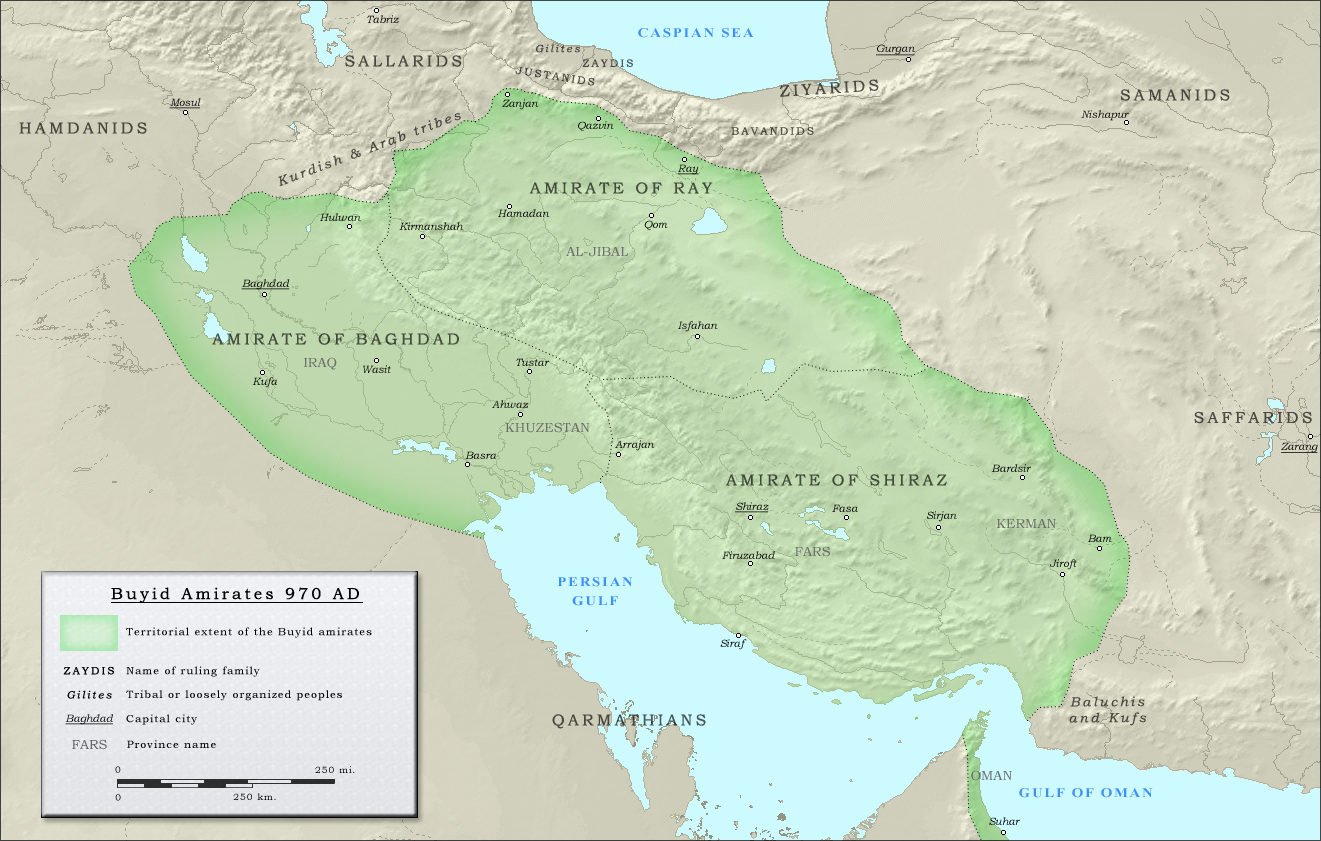 CASPIAN SEA
Tabriz
Gilites
ZAYDIS
Gurgan
SALLARIDS
JUSTANIDS
ZIYARIDS
SAMANIDS
Mosul
Zanjan
Nishapur
HAMDANIDS
Kurdish & Arab tribes
Qazvin
BAVANDIDS
Ray
AMIRATE OF RAY
Hulwan
Kirmanshah
Hamadan
Qom
AL-JIBAL
Baghdad
AMIRATE OF BAGHDAD
Isfahan
IRAQ
Wasit
Kufa
Tustar
Ahwaz
KHUZESTAN
SAFFARIDS
Zarang
Basra
Arrajan
AMIRATE OF SHIRAZ
Bardsir
Shiraz
Fasa
Sirjan
KERMAN
Bam
Firuzabad
FARS
Jiroft
PERSIAN
GULF
Siraf
QARMATHIANS
Baluchis
and Kufs
OMAN
GULF OF OMAN
Suhar
Buyid Amirates 970 AD
Territorial extent of the Buyid amirates
ZAYDIS Name of ruling family
Gilites Tribal or loosely organized peoples
Baghdad Capital city
FARS Province name
0 250 mi.
0 250 km.